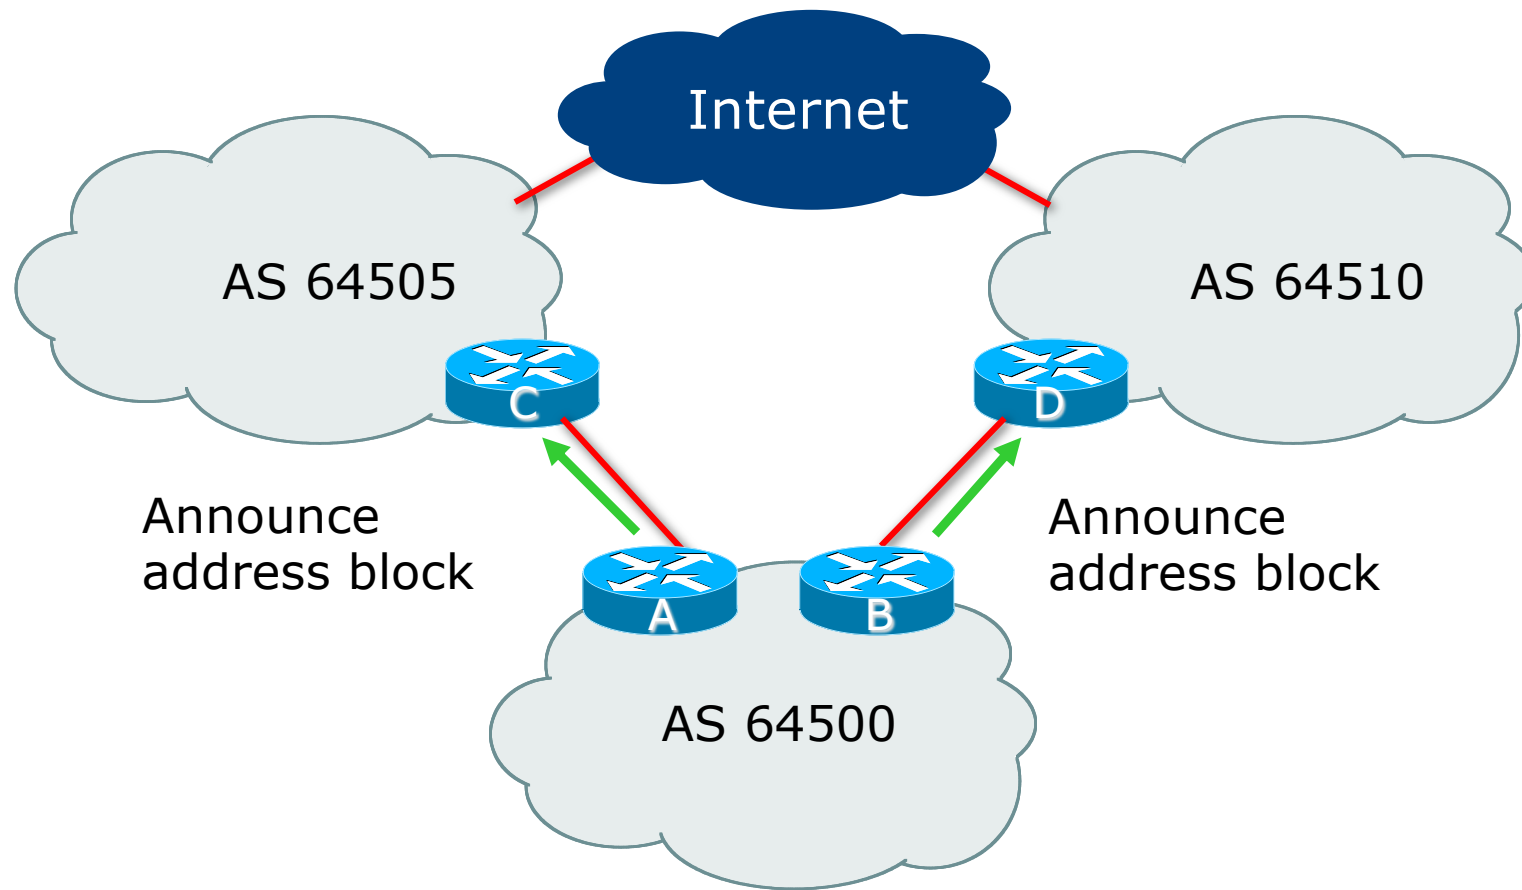 Internet
AS 64505
AS 64510
C
D
Announce
address block
Announce
address block
A
B
AS 64500